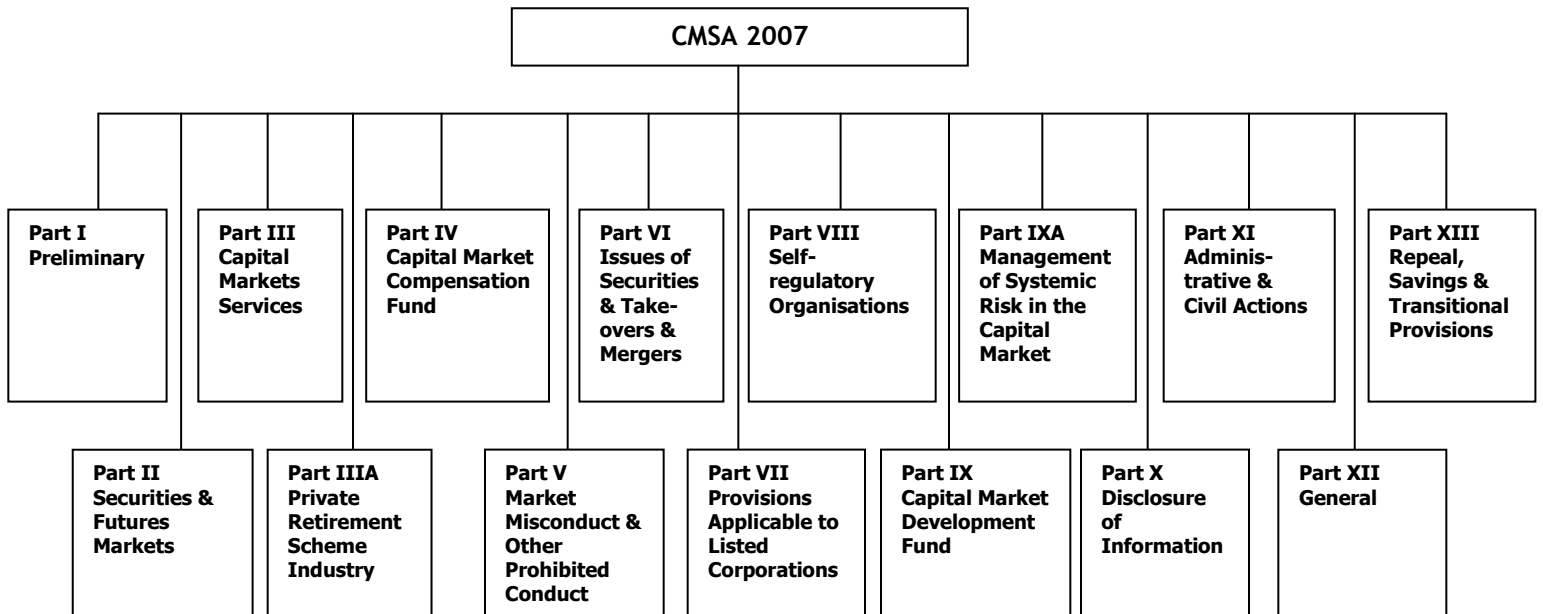 CMSA 2007
Part I
Preliminary
Part III
Capital
Markets
Services
Part IV
Capital Market
Compensation
Fund
Part VI
Issues of
Securities
& Take-
overs &
Mergers
Part VIII
Self-
regulatory
Organisations
Part IXA
Management
of Systemic
Risk in the
Capital
Market
Part XI
Adminis-
trative &
Civil Actions
Part XIII
Repeal,
Savings &
Transitional
Provisions
Part II
Securities &
Futures
Markets
Part IIIA
Private
Retirement
Scheme
Industry
Part V
Market
Misconduct &
Other
Prohibited
Conduct
Part VII
Provisions
Applicable to
Listed
Corporations
Part IX
Capital Market
Development
Fund
Part X
Disclosure
of
Information
Part XII
General